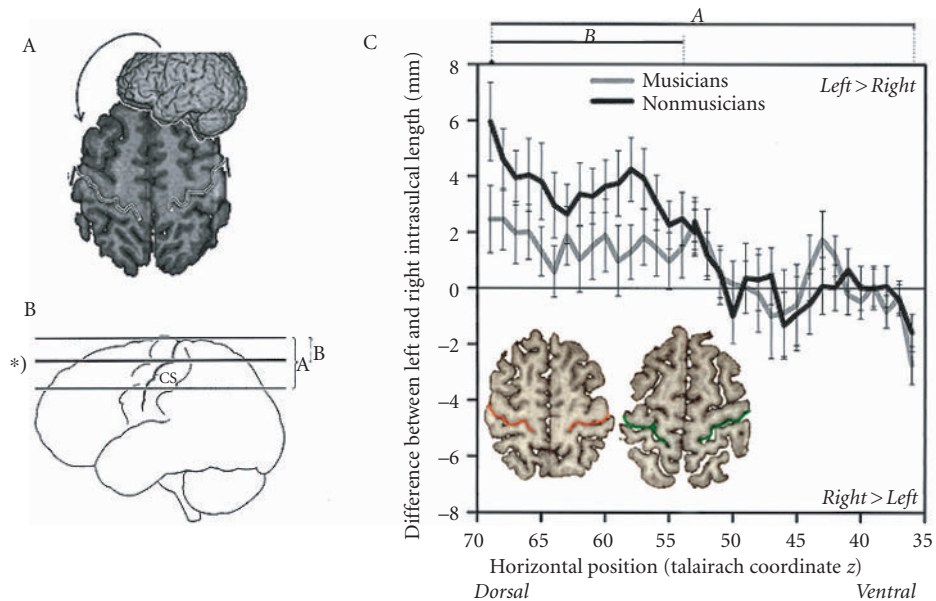 A
B
*)
B
A
CS
C
A
B
Musicians
Nonmusicians
Left > Right
Difference between left and right intrasulcal length (mm)
8
6
4
2
0
−2
−4
−6
−8
Right > Left
70 65 60 55 50 45 40 35
Horizontal position (talairach coordinate z)
Dorsal Ventral